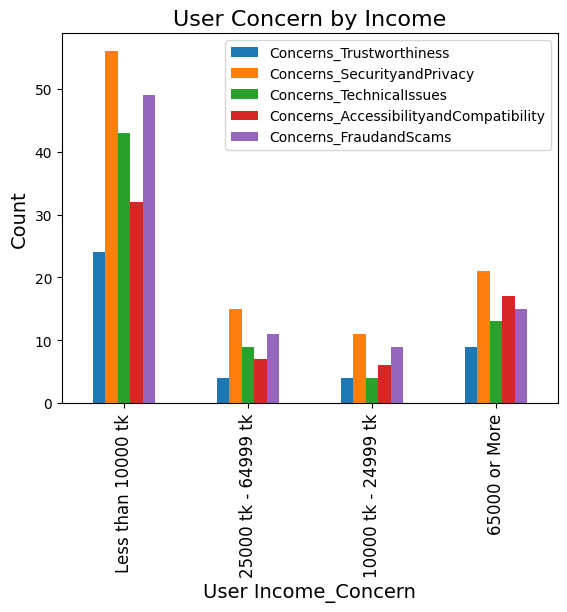 User Concern by Income
Concerns_Trustworthiness
Concerns_SecurityandPrivacy
Concerns_TechnicalIssues
Concerns_AccessibilityandCompatibility
Concerns_FraudandScams
Count
50
40
30
20
10
0
Less than 10000 tk
25000 tk - 64999 tk
10000 tk - 24999 tk
65000 or More
User Income_Concern